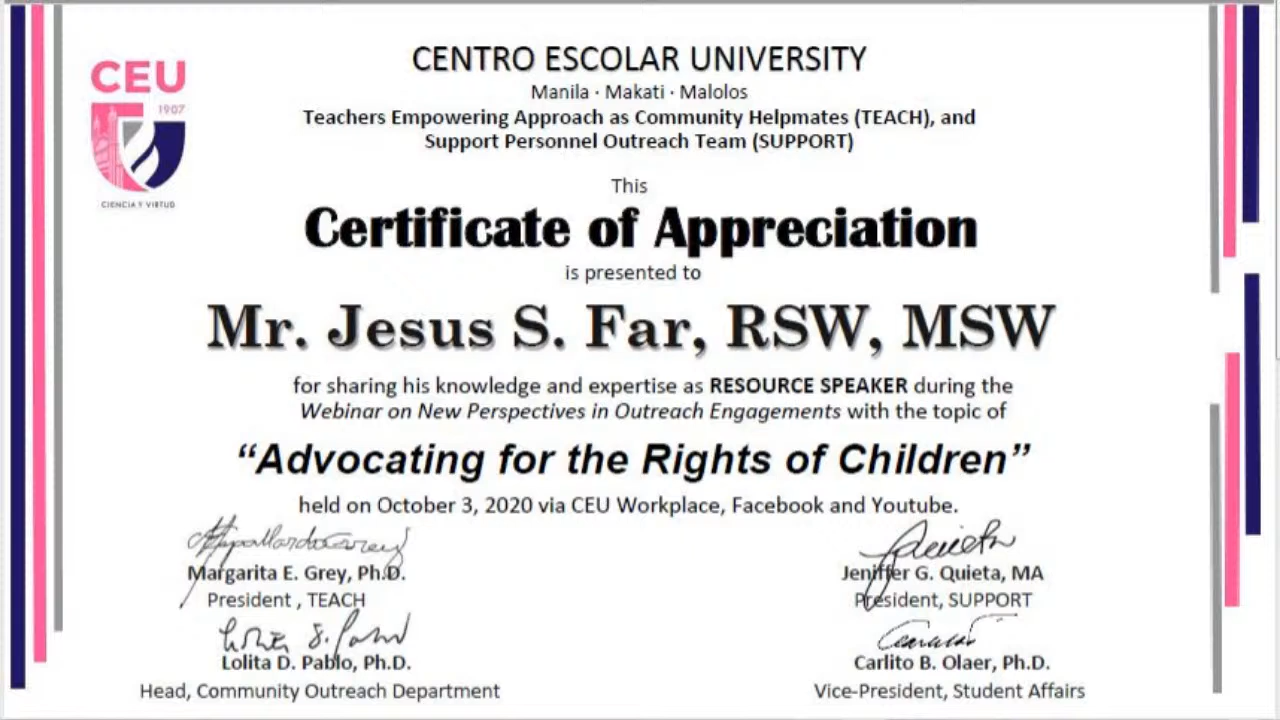 CEU
1907
CIENCIA Y VIRTUD
CENTRO ESCOLAR UNIVERSITY
Manila · Makati · Malolos
Teachers Empowering Approach as Community Helpmates (TEACH), and
Support Personnel Outreach Team (SUPPORT)
This
Certificate of Appreciation
is presented to
Mr. Jesus S. Far, RSW, MSW
for sharing his knowledge and expertise as RESOURCE SPEAKER during the
Webinar on New Perspectives in Outreach Engagements with the topic of
“Advocating for the Rights of Children”
held on October 3, 2020 via CEU Workplace, Facebook and Youtube.
Margarita E. Grey, Ph.D.
President , TEACH
Jeniffer G. Quieta, MA
President, SUPPORT
Lolita D. Pablo, Ph.D.
Head, Community Outreach Department
Carlito B. Olaer, Ph.D.
Vice-President, Student Affairs